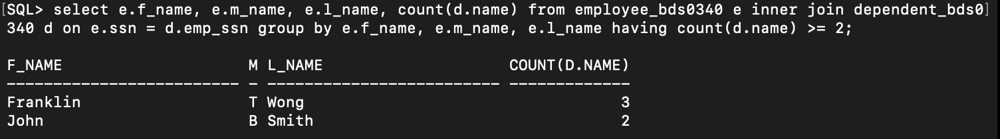 [SQL> select e.f_name, e.m_name, e.l_name, count(d.name) from employee_bds0340 e inner join dependent_bds0]
340 d on e.ssn = d.emp_ssn group by e.f_name, e.m_name, e.l_name having count(d.name) >= 2;
F_NAME                    M L_NAME                    COUNT(D.NAME)
------------------------- - ------------------------- -------------
Franklin                  T Wong                                  3
John                      B Smith                                 2